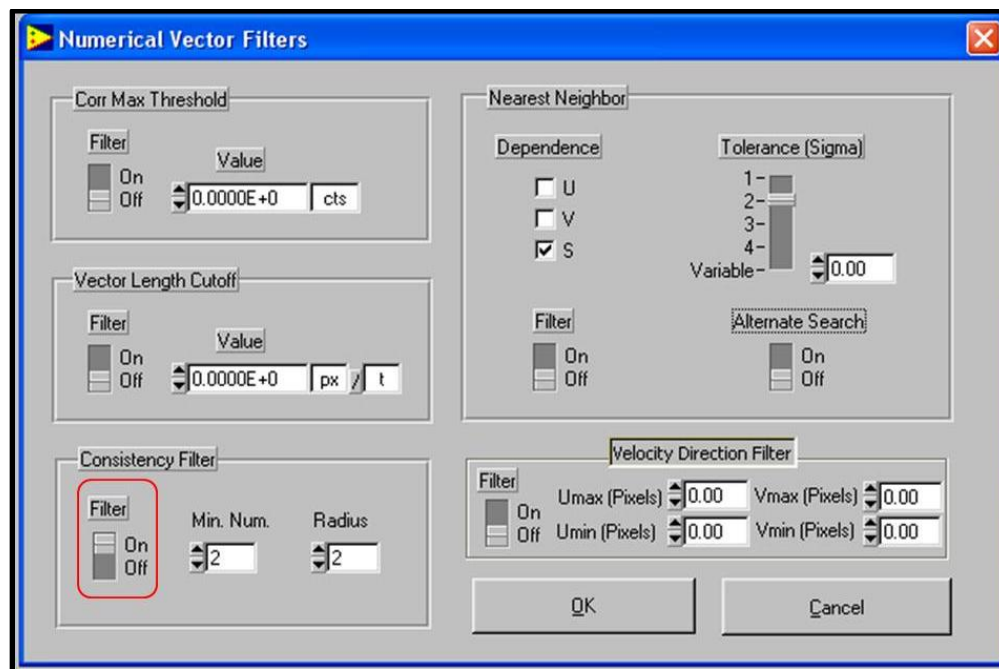 Numerical Vector Filters
Corr Max Threshold
Filter
On
Off
Value
0.0000E+0 cts
Vector Length Cutoff
Filter
On
Off
Value
0.0000E+0 px / t
Consistency Filter
Filter
On
Off
Min. Num.
2
Radius
2
Nearest Neighbor
Dependence
U
V
S
Tolerance (Sigma)
1
2
3
4
Variable
0.00
Filter
On
Off
Alternate Search
On
Off
Velocity Direction Filter
Filter
On
Off
Umax (Pixels) 0.00 Vmax (Pixels) 0.00
Umin (Pixels) 0.00 Vmin (Pixels) 0.00
OK
Cancel